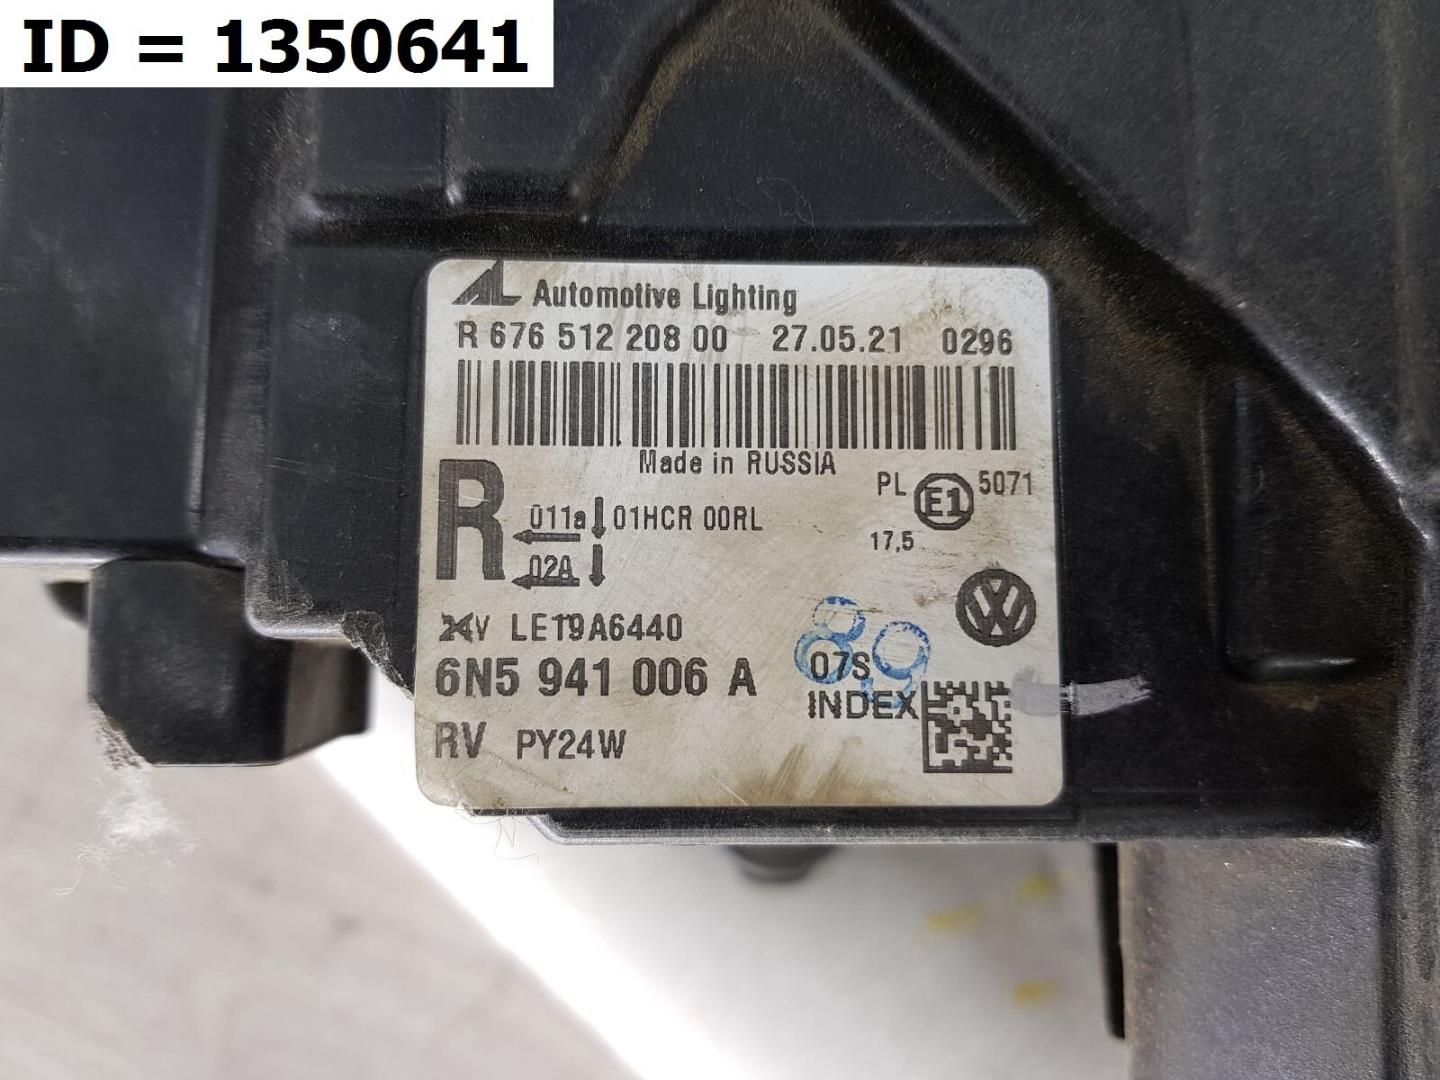 ID = 1350641
AL Automotive Lighting
R 676 512 208 00 27.05.21 0296
Made in RUSSIA
PL E1 5071
R 011a 01HCR 00RL
17,5
02A
LE19A6440
6N5 941 006 A 07S
INDEX
RV PY24W